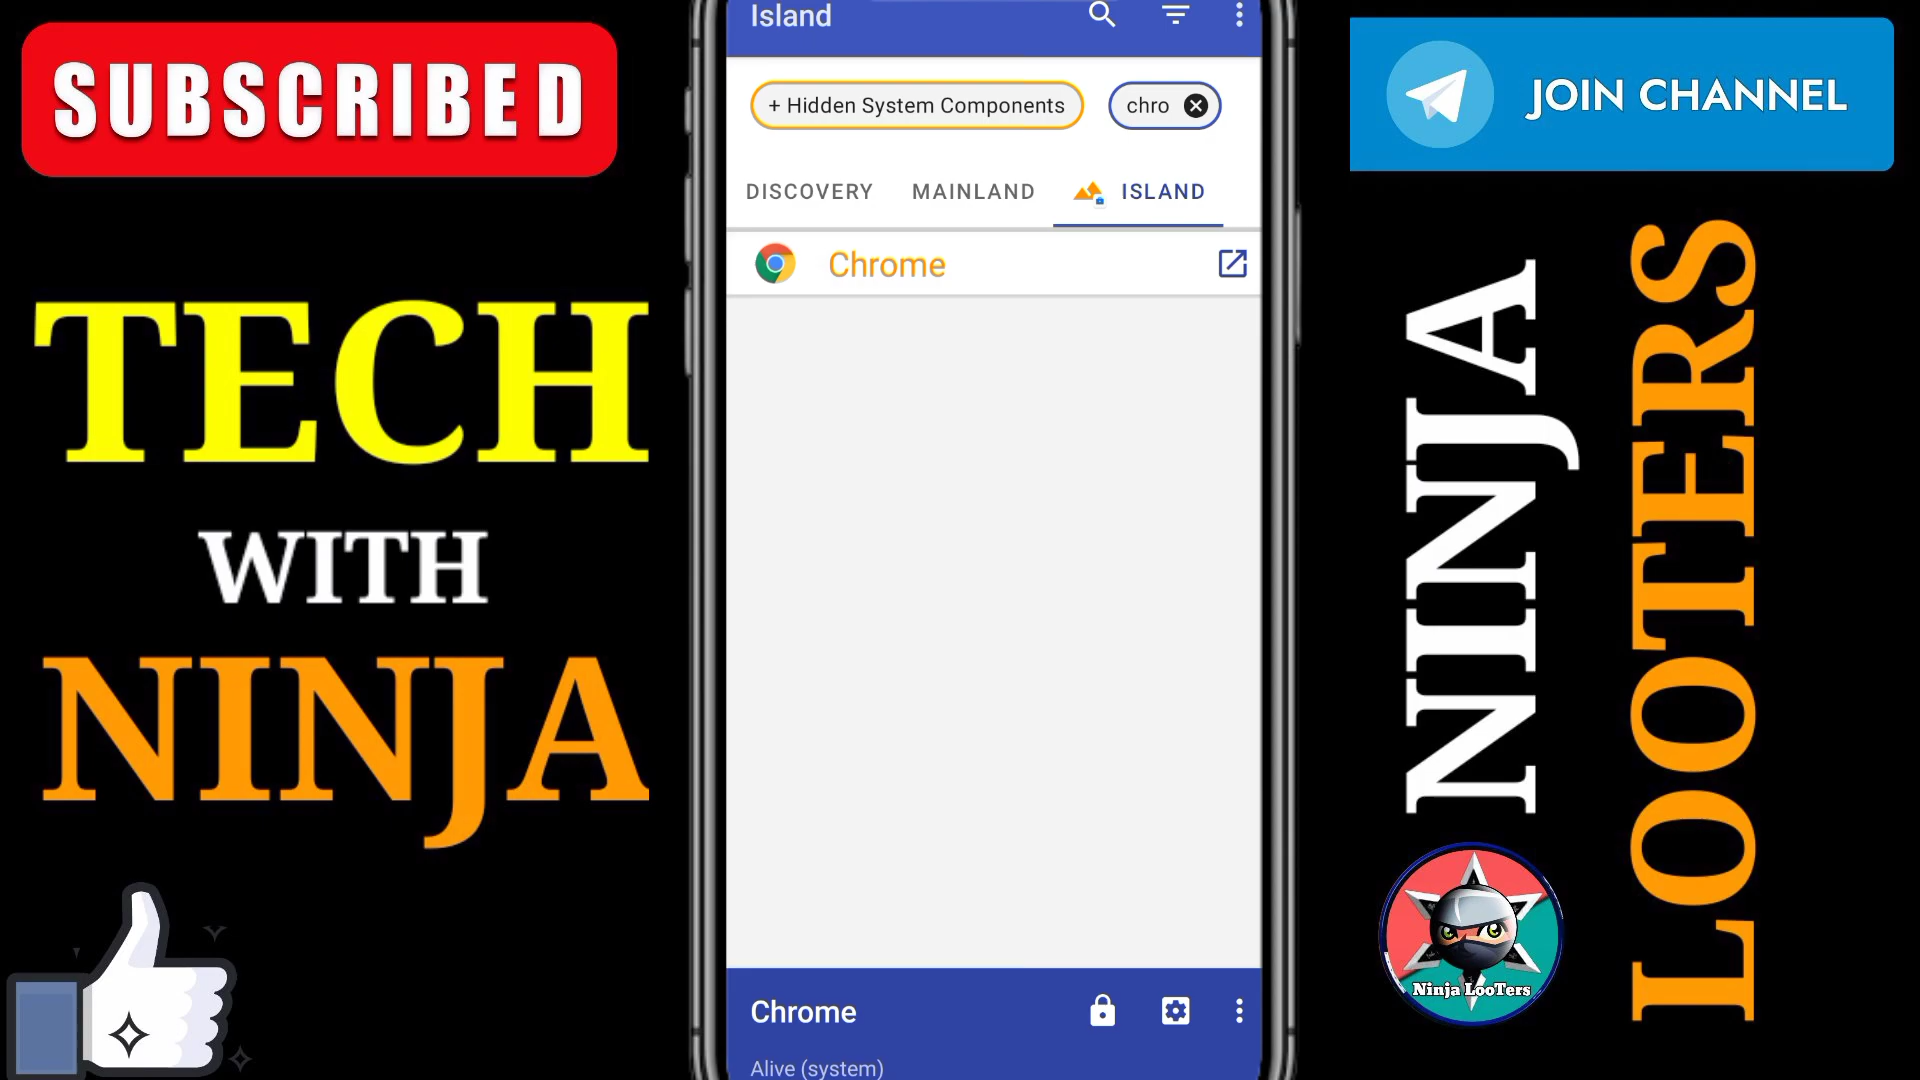 SUBSCRIBED
TECH
WITH
NINJA
Island
+ Hidden System Components
chro
DISCOVERY
MAINLAND
ISLAND
Chrome
Chrome
Alive (system)
JOIN CHANNEL
NINJA
LOOTERS
Ninja LooTers